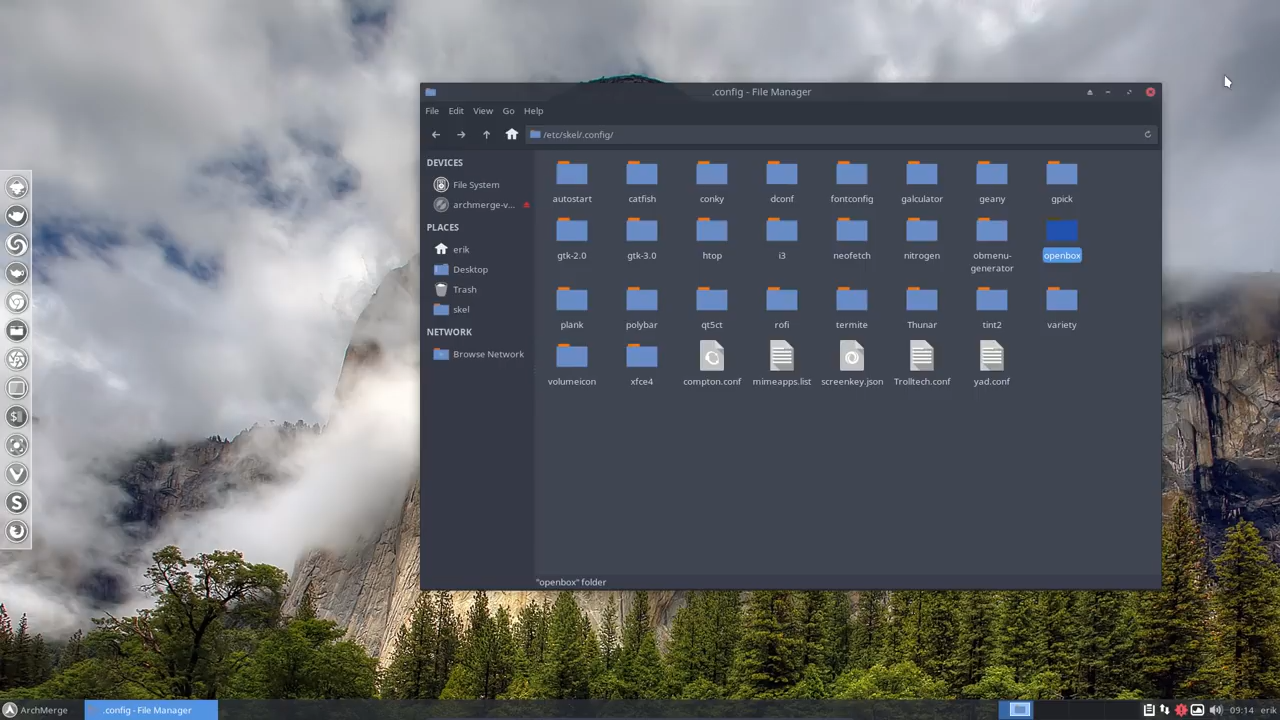 .config - File Manager
File Edit View Go Help
/etc/skel/.config/
DEVICES
File System
archmerge-v...
PLACES
erik
Desktop
Trash
skel
NETWORK
Browse Network
autostart catfish conky dconf fontconfig galculator geany gpick
gtk-2.0 gtk-3.0 htop i3 neofetch nitrogen obmenu-generator openbox
plank polybar qt5ct rofi termite Thunar tint2 variety
volumeicon xfce4 compton.conf mimeapps.list screenkey.json Trolltech.conf yad.conf
"openbox" folder
ArchMerge .config - File Manager 09:14 erik